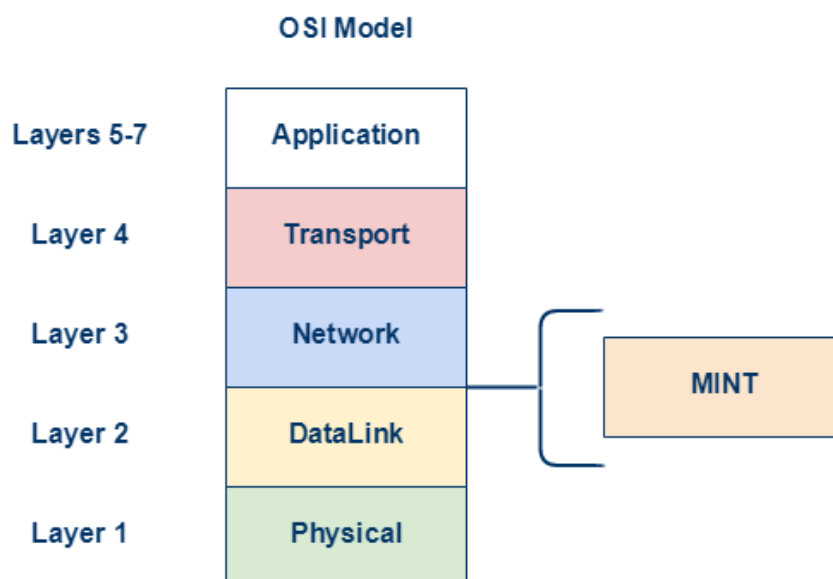 OSI Model
Layers 5-7
Application
Layer 4
Transport
Layer 3
Network
MINT
Layer 2
DataLink
Layer 1
Physical